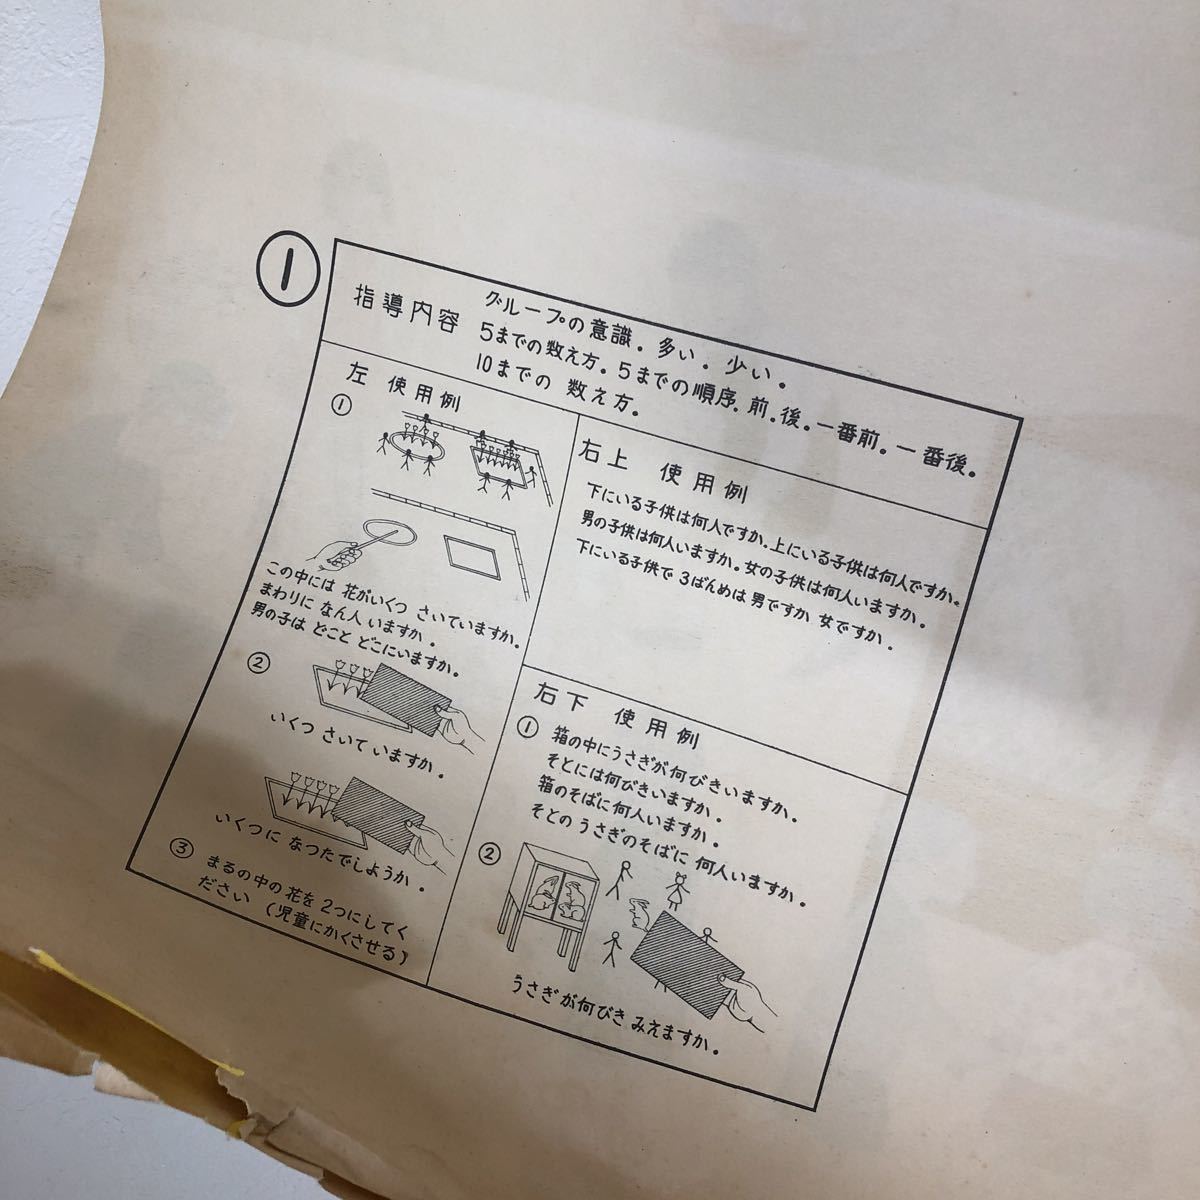 1
指導内容
グループの意識。多い。少い。
5までの数え方。5までの順序.前.後.一番前。一番後。
10までの 数え方。
左 使用例
①
この中には 花がいくつ さいていますか.
まわりに なん人 いますか.
男の子は どこと どこにいますか.
②
いくつ さいて いますか.
いくつに なつたでしようか.
③ まるの中の 花を 2つにしてく
ださい (児童にかくさせる)
右上 使用例
下にいる子供は何人ですか.上にいる子供は何人ですか.
男の子供は何人いますか.女の子供は何人いますか.
下にいる子供で 3ばんめは 男ですか 女ですか.
右下 使用例
① 箱の中にうさぎが何びきいますか.
そとには何びきいますか.
箱のそばに何人いますか.
そとの うさぎのそばに 何人いますか.
②
うさぎが何びき みえますか.